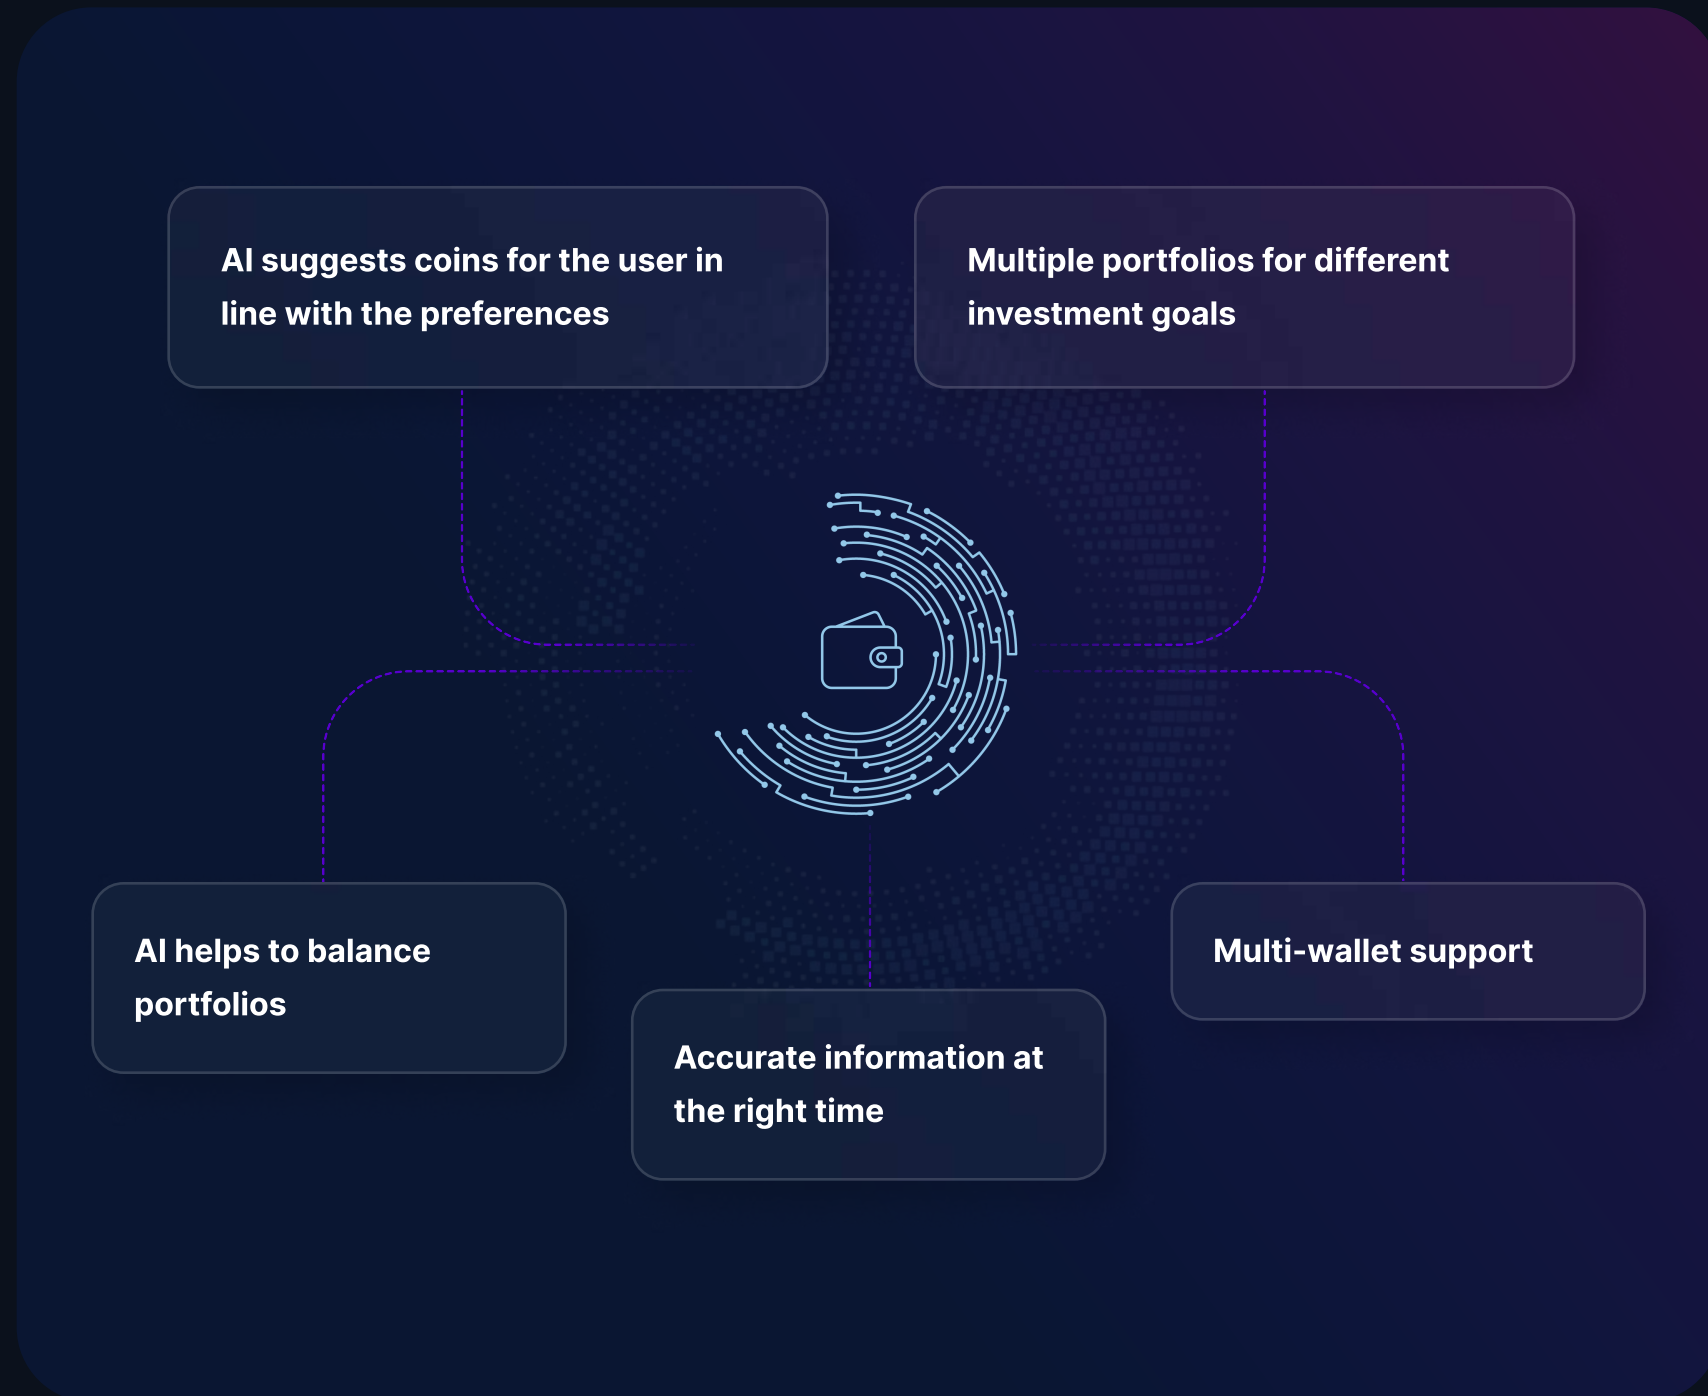 AI suggests coins for the user in
line with the preferences
Multiple portfolios for different
investment goals
AI helps to balance
portfolios
Accurate information at
the right time
Multi-wallet support